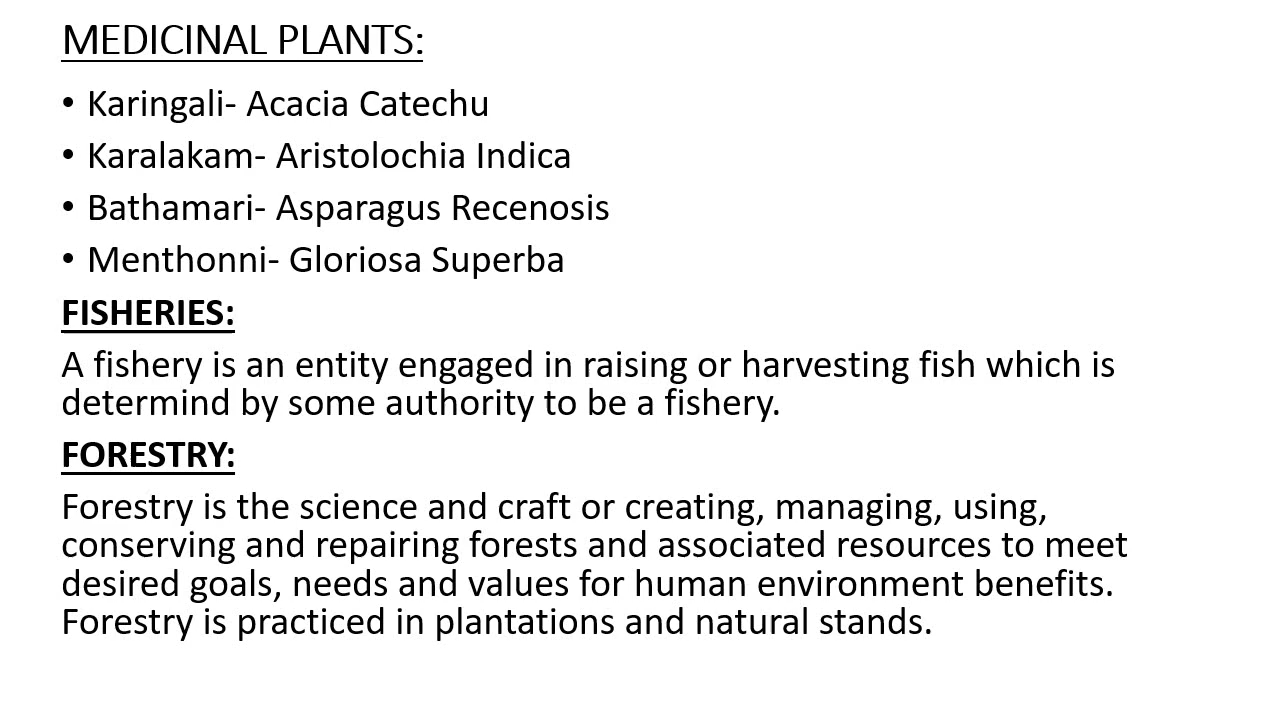 MEDICINAL PLANTS:
• Karingali- Acacia Catechu
• Karalakam- Aristolochia Indica
• Bathamari- Asparagus Recenosis
• Menthonni- Gloriosa Superba
FISHERIES:
A fishery is an entity engaged in raising or harvesting fish which is
determind by some authority to be a fishery.
FORESTRY:
Forestry is the science and craft or creating, managing, using,
conserving and repairing forests and associated resources to meet
desired goals, needs and values for human environment benefits.
Forestry is practiced in plantations and natural stands.